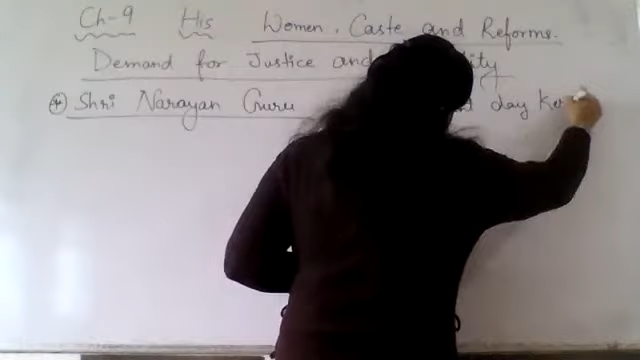 Ch-9 His Women, Caste and Reforms.
Demand for Justice and
Shri Narayan Guru day